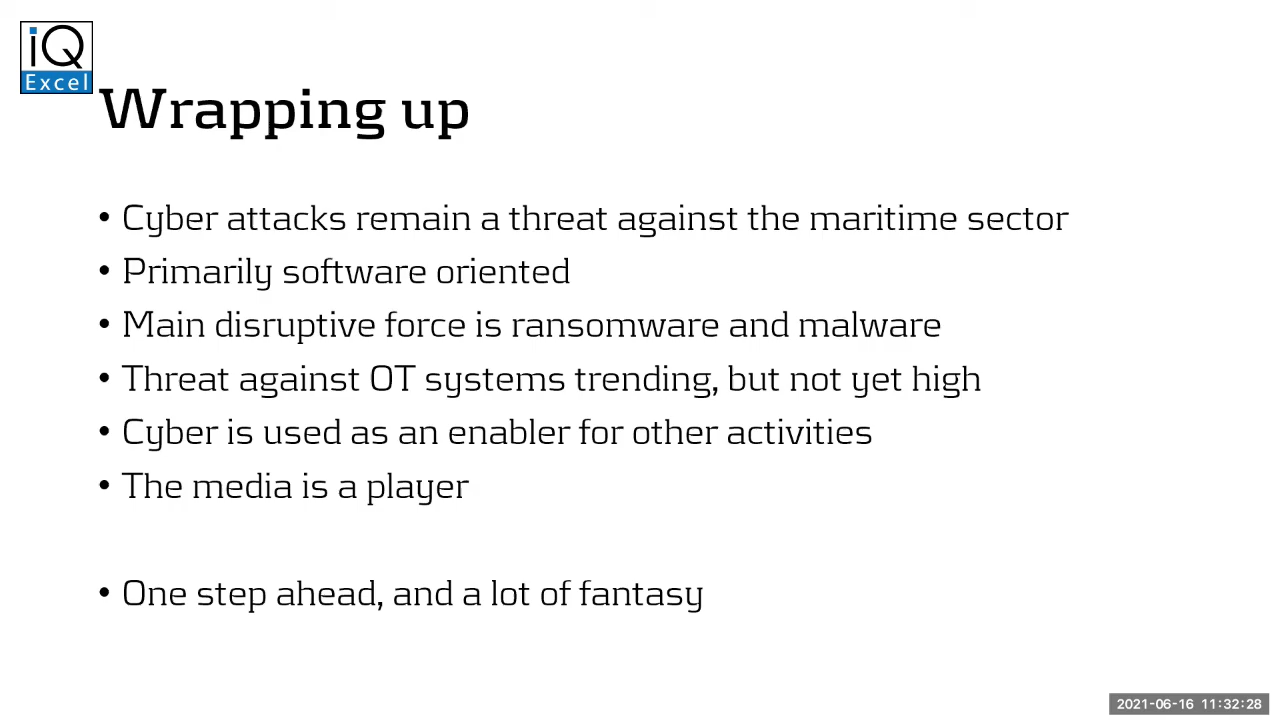 iQ
Excel
Wrapping up
• Cyber attacks remain a threat against the maritime sector
• Primarily software oriented
• Main disruptive force is ransomware and malware
• Threat against OT systems trending, but not yet high
• Cyber is used as an enabler for other activities
• The media is a player
• One step ahead, and a lot of fantasy
2021-06-16 11:32:28